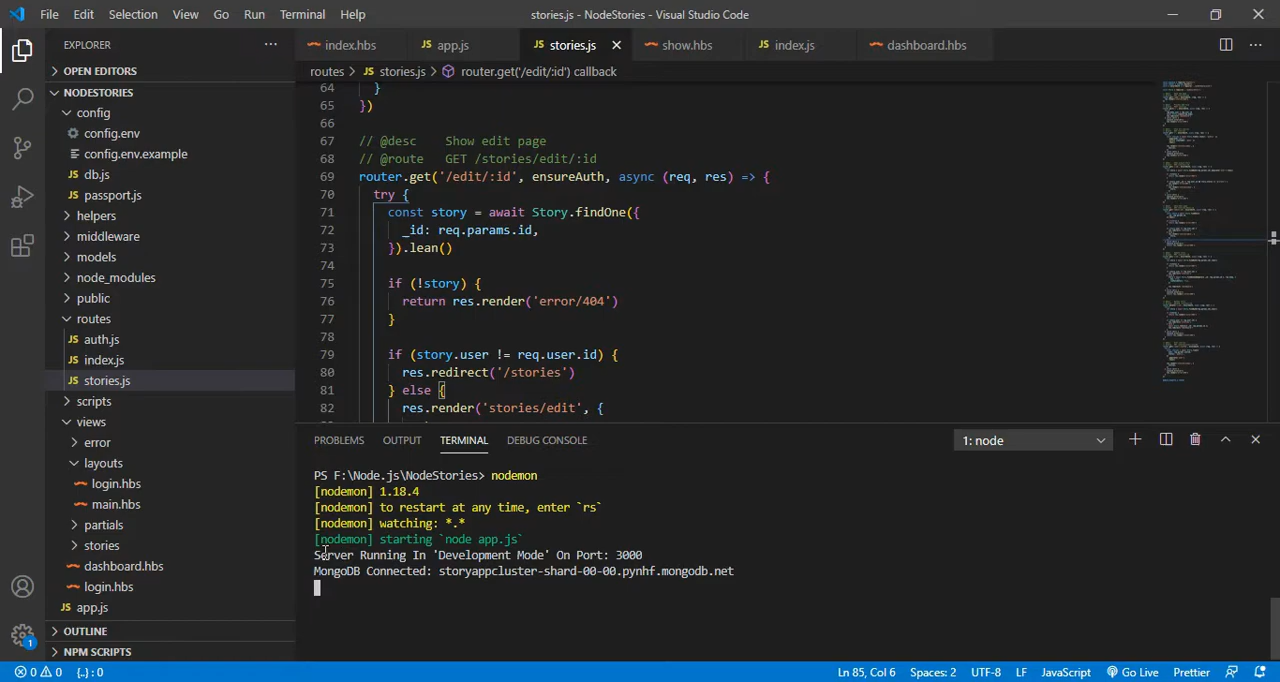 File Edit Selection View Go Run Terminal Help
stories.js - NodeStories - Visual Studio Code
EXPLORER
index.hbs
app.js
stories.js
show.hbs
index.js
dashboard.hbs
OPEN EDITORS
NODESTORIES
config
config.env
config.env.example
db.js
passport.js
helpers
middleware
models
node_modules
public
routes
auth.js
index.js
stories.js
scripts
views
error
layouts
login.hbs
main.hbs
partials
stories
dashboard.hbs
login.hbs
app.js
OUTLINE
NPM SCRIPTS
routes > stories.js > router.get('/edit/:id') callback
64 }
65 })
66
67 // @desc Show edit page
68 // @route GET /stories/edit/:id
69 router.get('/edit/:id', ensureAuth, async (req, res) => {
70 try {
71 const story = await Story.findOne({
72 _id: req.params.id,
73 }).lean()
74
75 if (!story) {
76 return res.render('error/404')
77 }
78
79 if (story.user != req.user.id) {
80 res.redirect('/stories')
81 } else {
82 res.render('stories/edit', {
PROBLEMS OUTPUT TERMINAL DEBUG CONSOLE
1: node
PS F:\Node.js\NodeStories> nodemon
[nodemon] 1.18.4
[nodemon] to restart at any time, enter `rs`
[nodemon] watching: *.*
[nodemon] starting `node app.js`
Server Running In 'Development Mode' On Port: 3000
MongoDB Connected: storyappcluster-shard-00-00.pynhf.mongodb.net
1
0 0 {..} : 0
Ln 85, Col 6 Spaces: 2 UTF-8 LF JavaScript Go Live Prettier